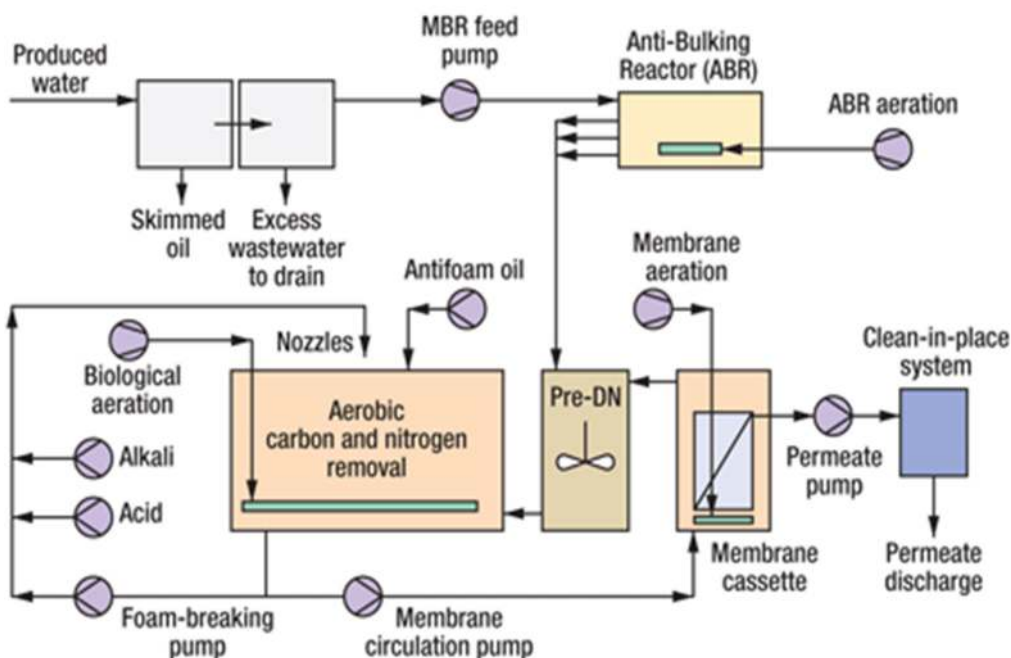 Produced
water
MBR feed
pump
Anti-Bulking
Reactor (ABR)
ABR aeration
Skimmed
oil
Excess
wastewater
to drain
Antifoam oil
Membrane
aeration
Nozzles
Biological
aeration
Clean-in-place
system
Aerobic
carbon and nitrogen
removal
Pre-DN
Permeate
pump
Alkali
Acid
Membrane
cassette
Permeate
discharge
Foam-breaking
pump
Membrane
circulation pump